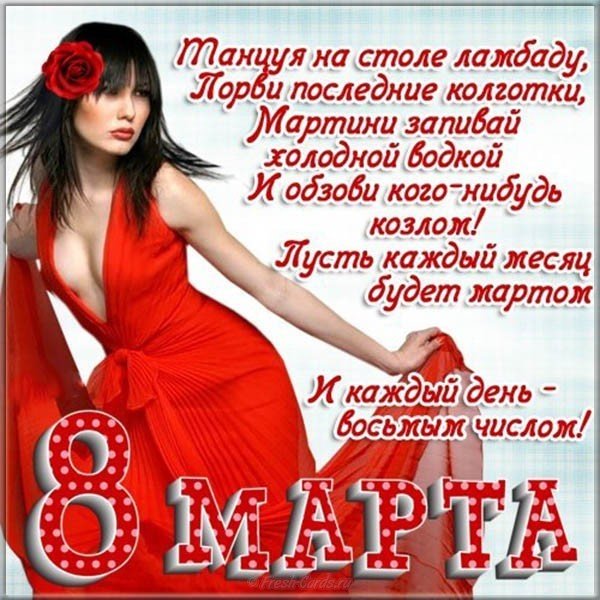 Танцуя на столе ламбаду,
Порви последние колготки,
Мартини запивай
холодной водкой
И обзови кого-нибудь
козлом!
Пусть каждый месяц
будет мартом
И каждый день -
восьмым числом!
8 МАРТА
© Fresh-Cards.ru